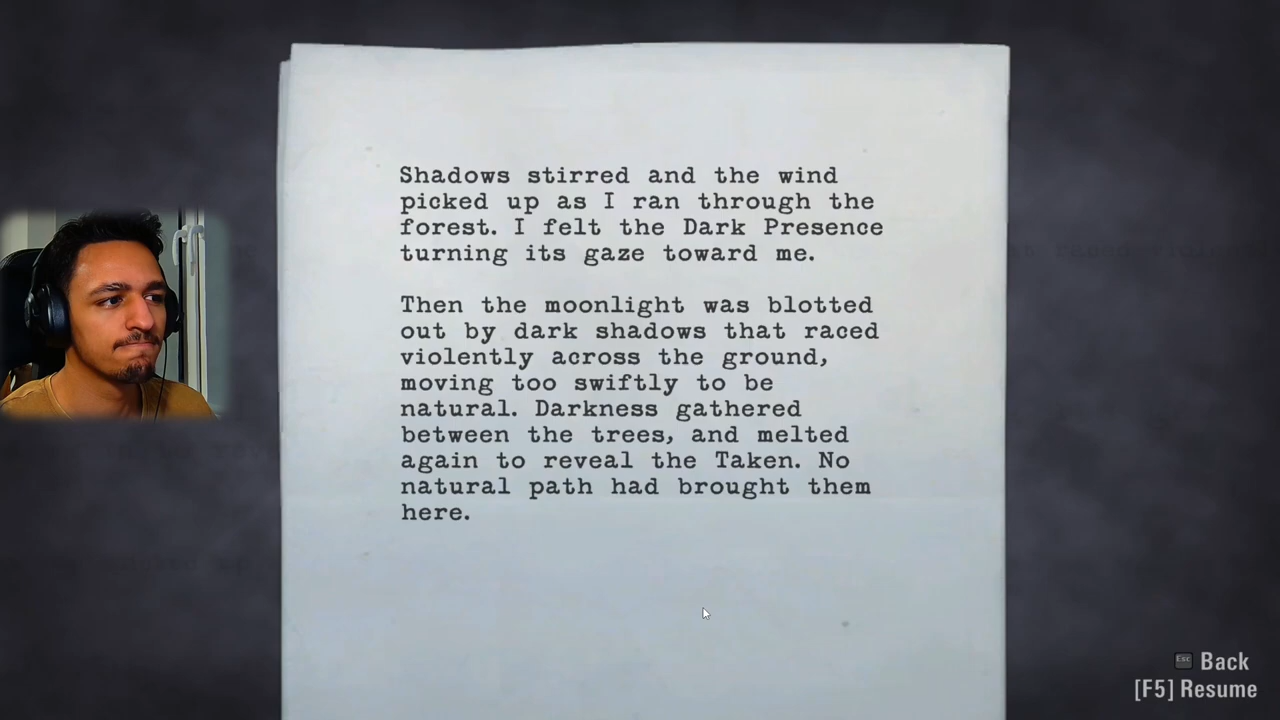 Shadows stirred and the wind
picked up as I ran through the
forest. I felt the Dark Presence
turning its gaze toward me.
Then the moonlight was blotted
out by dark shadows that raced
violently across the ground,
moving too swiftly to be
natural. Darkness gathered
between the trees, and melted
again to reveal the Taken. No
natural path had brought them
here.
Esc Back
[F5] Resume